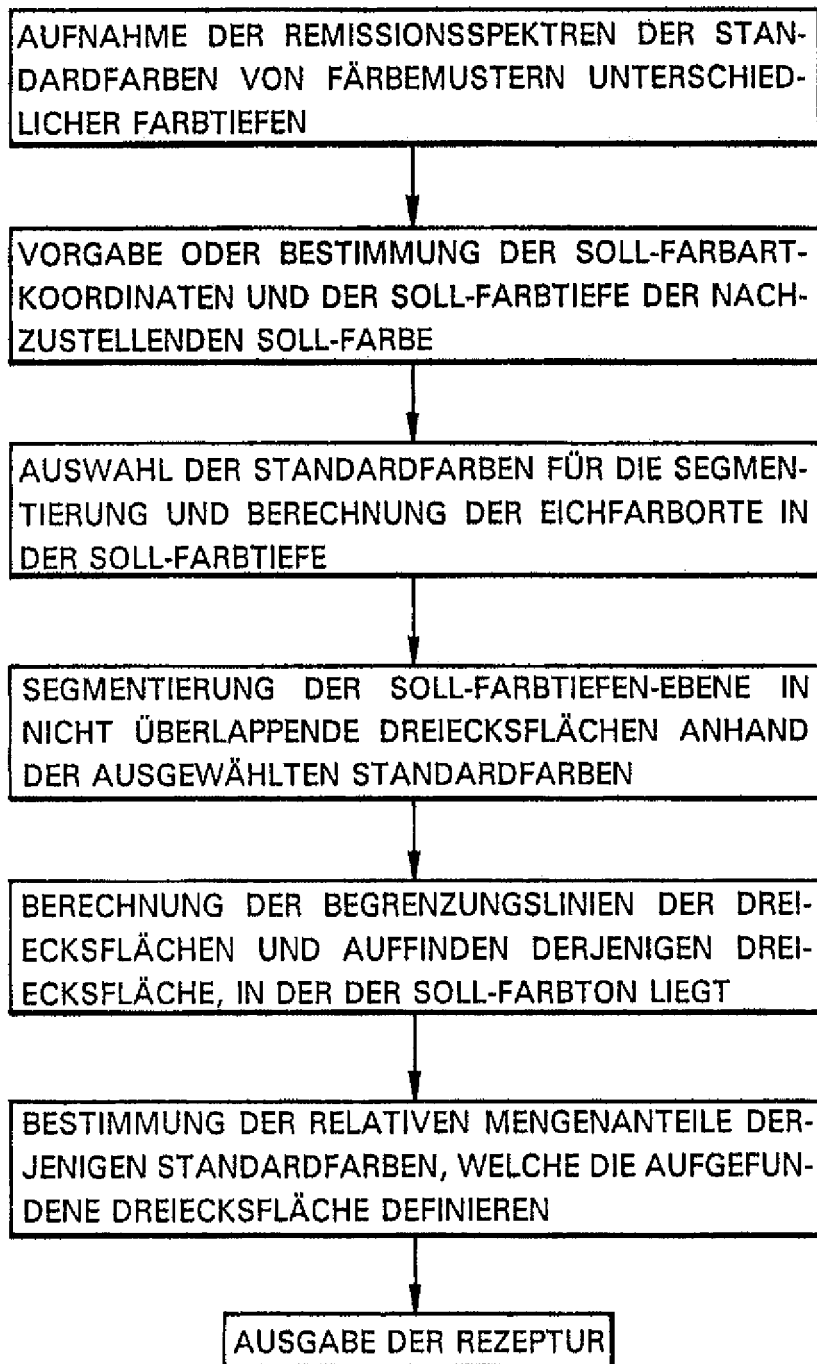 AUFNAHME DER REMISSIONSSPEKTREN DER STAN-
DARDFARBEN VON FÄRBEMUSTERN UNTERSCHIED-
LICHER FARBTIEFEN
VORGABE ODER BESTIMMUNG DER SOLL-FARBART-
KOORDINATEN UND DER SOLL-FARBTIEFE DER NACH-
ZUSTELLENDEN SOLL-FARBE
AUSWAHL DER STANDARDFARBEN FÜR DIE SEGMEN-
TIERUNG UND BERECHNUNG DER EICHFARBORTE IN
DER SOLL-FARBTIEFE
SEGMENTIERUNG DER SOLL-FARBTIEFEN-EBENE IN
NICHT ÜBERLAPPENDE DREIECKSFLÄCHEN ANHAND
DER AUSGEWÄHLTEN STANDARDFARBEN
BERECHNUNG DER BEGRENZUNGSLINIEN DER DREI-
ECKSFLÄCHEN UND AUFFINDEN DERJENIGEN DREI-
ECKSFLÄCHE, IN DER DER SOLL-FARBTON LIEGT
BESTIMMUNG DER RELATIVEN MENGENANTEILE DER-
JENIGEN STANDARDFARBEN, WELCHE DIE AUFGEFUN-
DENE DREIECKSFLÄCHE DEFINIEREN
AUSGABE DER REZEPTUR